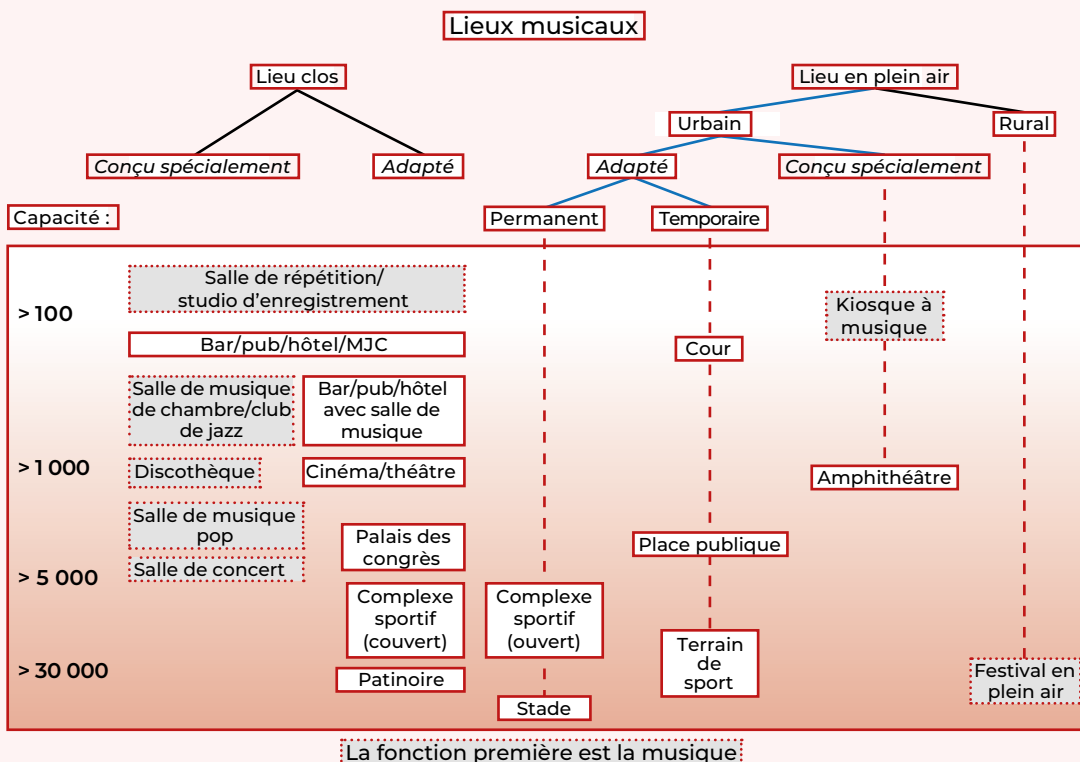 Lieux musicaux
Lieu clos
Lieu en plein air
Urbain
Rural
Conçu spécialement
Adapté
Adapté
Conçu spécialement
Capacité :
Permanent
Temporaire
Salle de répétition/
studio d'enregistrement
> 100
Kiosque à
musique
Bar/pub/hôtel/MJC
Cour
Salle de musique
de chambre/club
de jazz
Bar/pub/hôtel
avec salle de
musique
> 1 000
Discothèque
Cinéma/théâtre
Amphithéâtre
Salle de musique
pop
Palais des
congrès
Place publique
Salle de concert
> 5 000
Complexe
sportif
(couvert)
Complexe
sportif
(ouvert)
Terrain
de
sport
> 30 000
Patinoire
Festival en
plein air
Stade
La fonction première est la musique